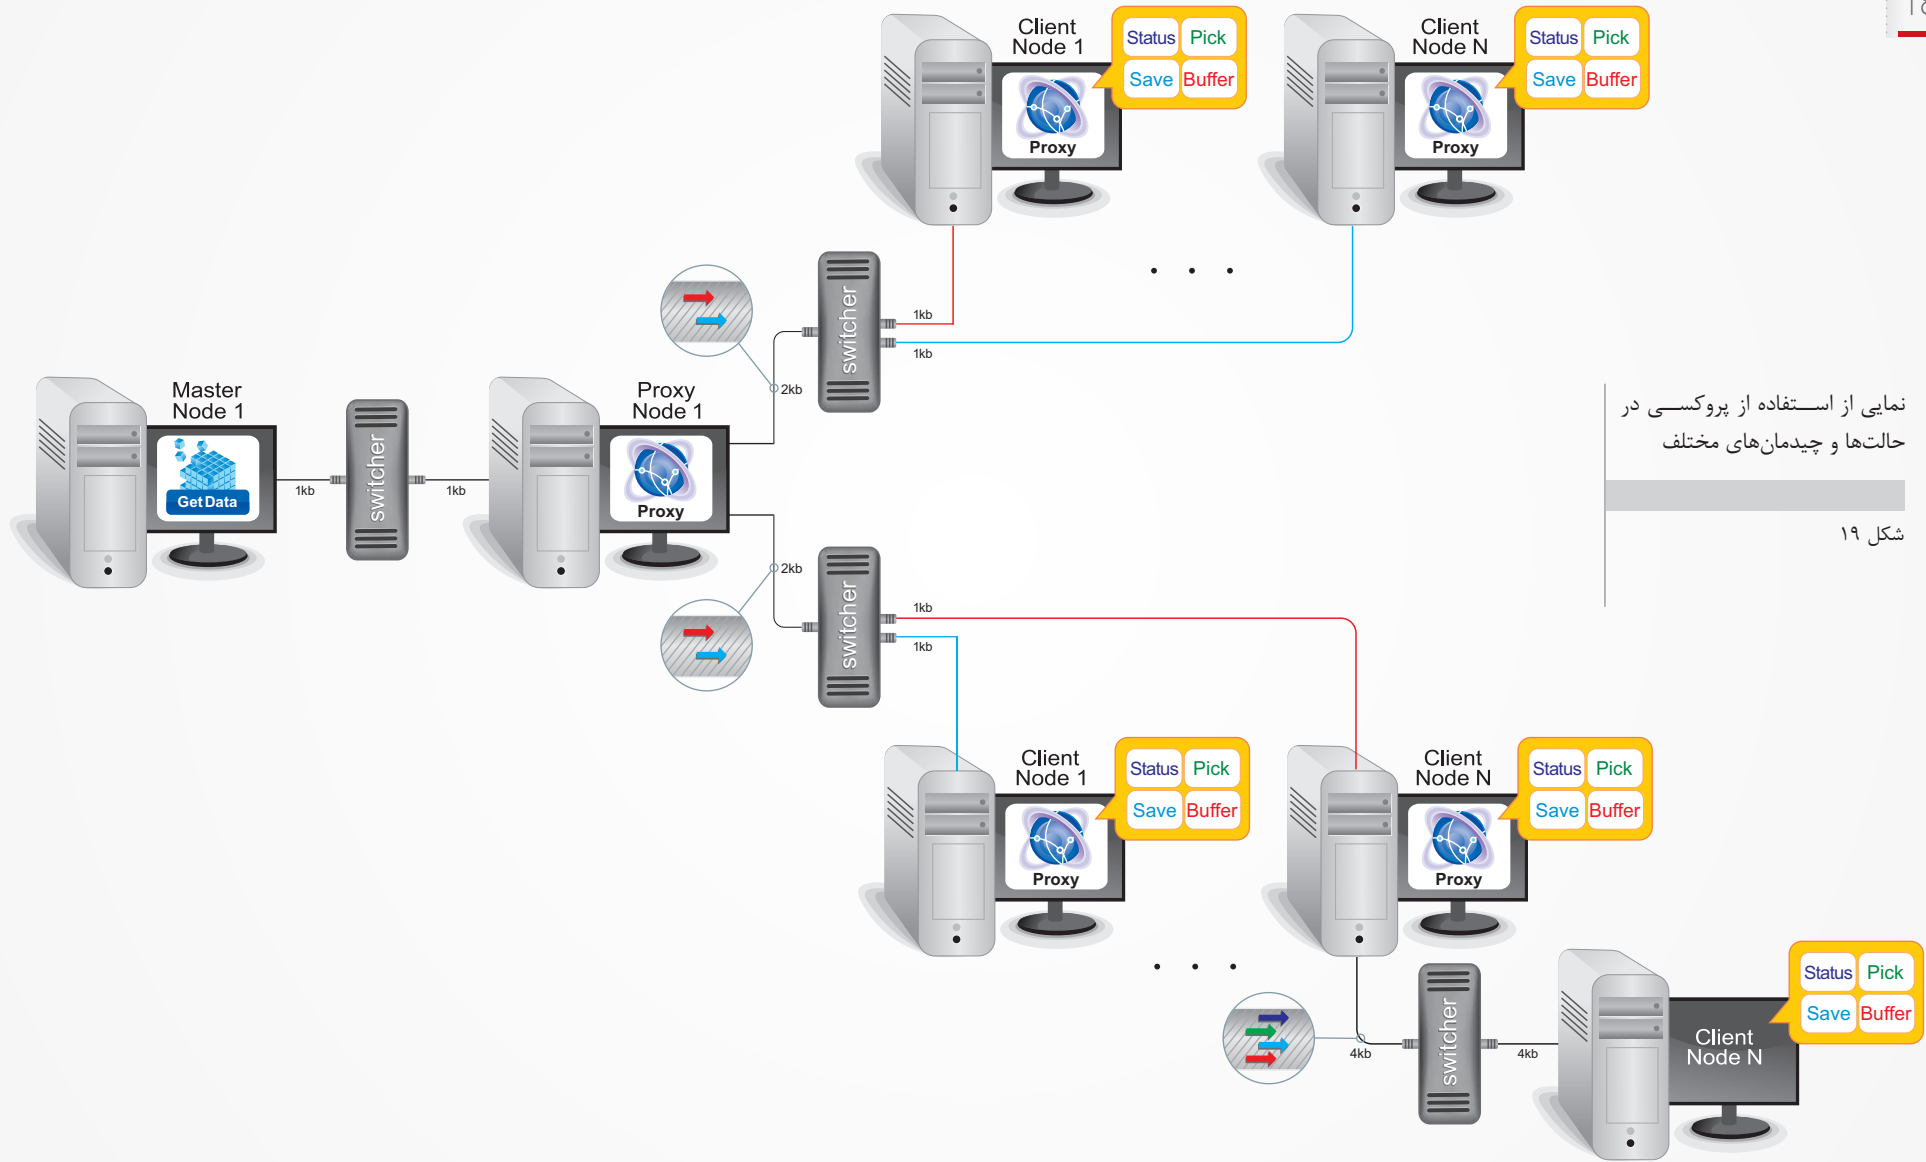 Client
Node 1
Status Pick
Save Buffer
Proxy
Client
Node N
Status Pick
Save Buffer
Proxy
switcher
1kb
1kb
2kb
Master
Node 1
GetData
1kb
switcher
1kb
Proxy
Node 1
Proxy
نمایی از استفاده از پروکسی در
حالت‌ها و چیدمان‌های مختلف
شکل ۱۹
2kb
switcher
1kb
1kb
Client
Node 1
Status Pick
Save Buffer
Proxy
Client
Node N
Status Pick
Save Buffer
Proxy
4kb
switcher
4kb
Client
Node N
Status Pick
Save Buffer